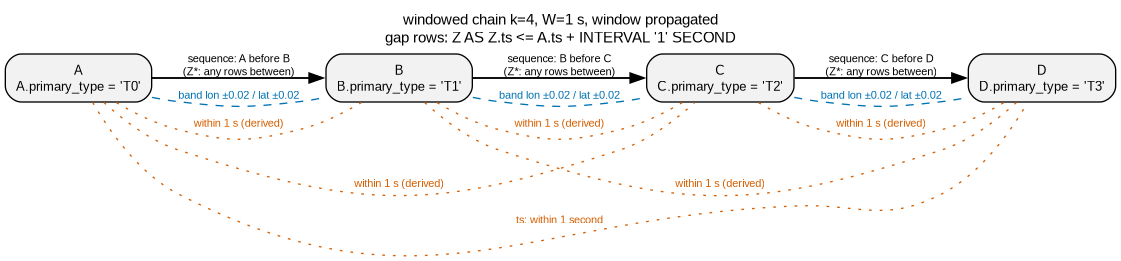 windowed chain k=4, W=1 s, window propagated
gap rows: Z AS Z.ts <= A.ts + INTERVAL '1' SECOND
A
A.primary_type = 'T0'
sequence: A before B
(Z*: any rows between)
B
B.primary_type = 'T1'
sequence: B before C
(Z*: any rows between)
C
C.primary_type = 'T2'
sequence: C before D
(Z*: any rows between)
D
D.primary_type = 'T3'
band lon ±0.02 / lat ±0.02
band lon ±0.02 / lat ±0.02
band lon ±0.02 / lat ±0.02
within 1 s (derived)
within 1 s (derived)
within 1 s (derived)
within 1 s (derived)
within 1 s (derived)
ts: within 1 second